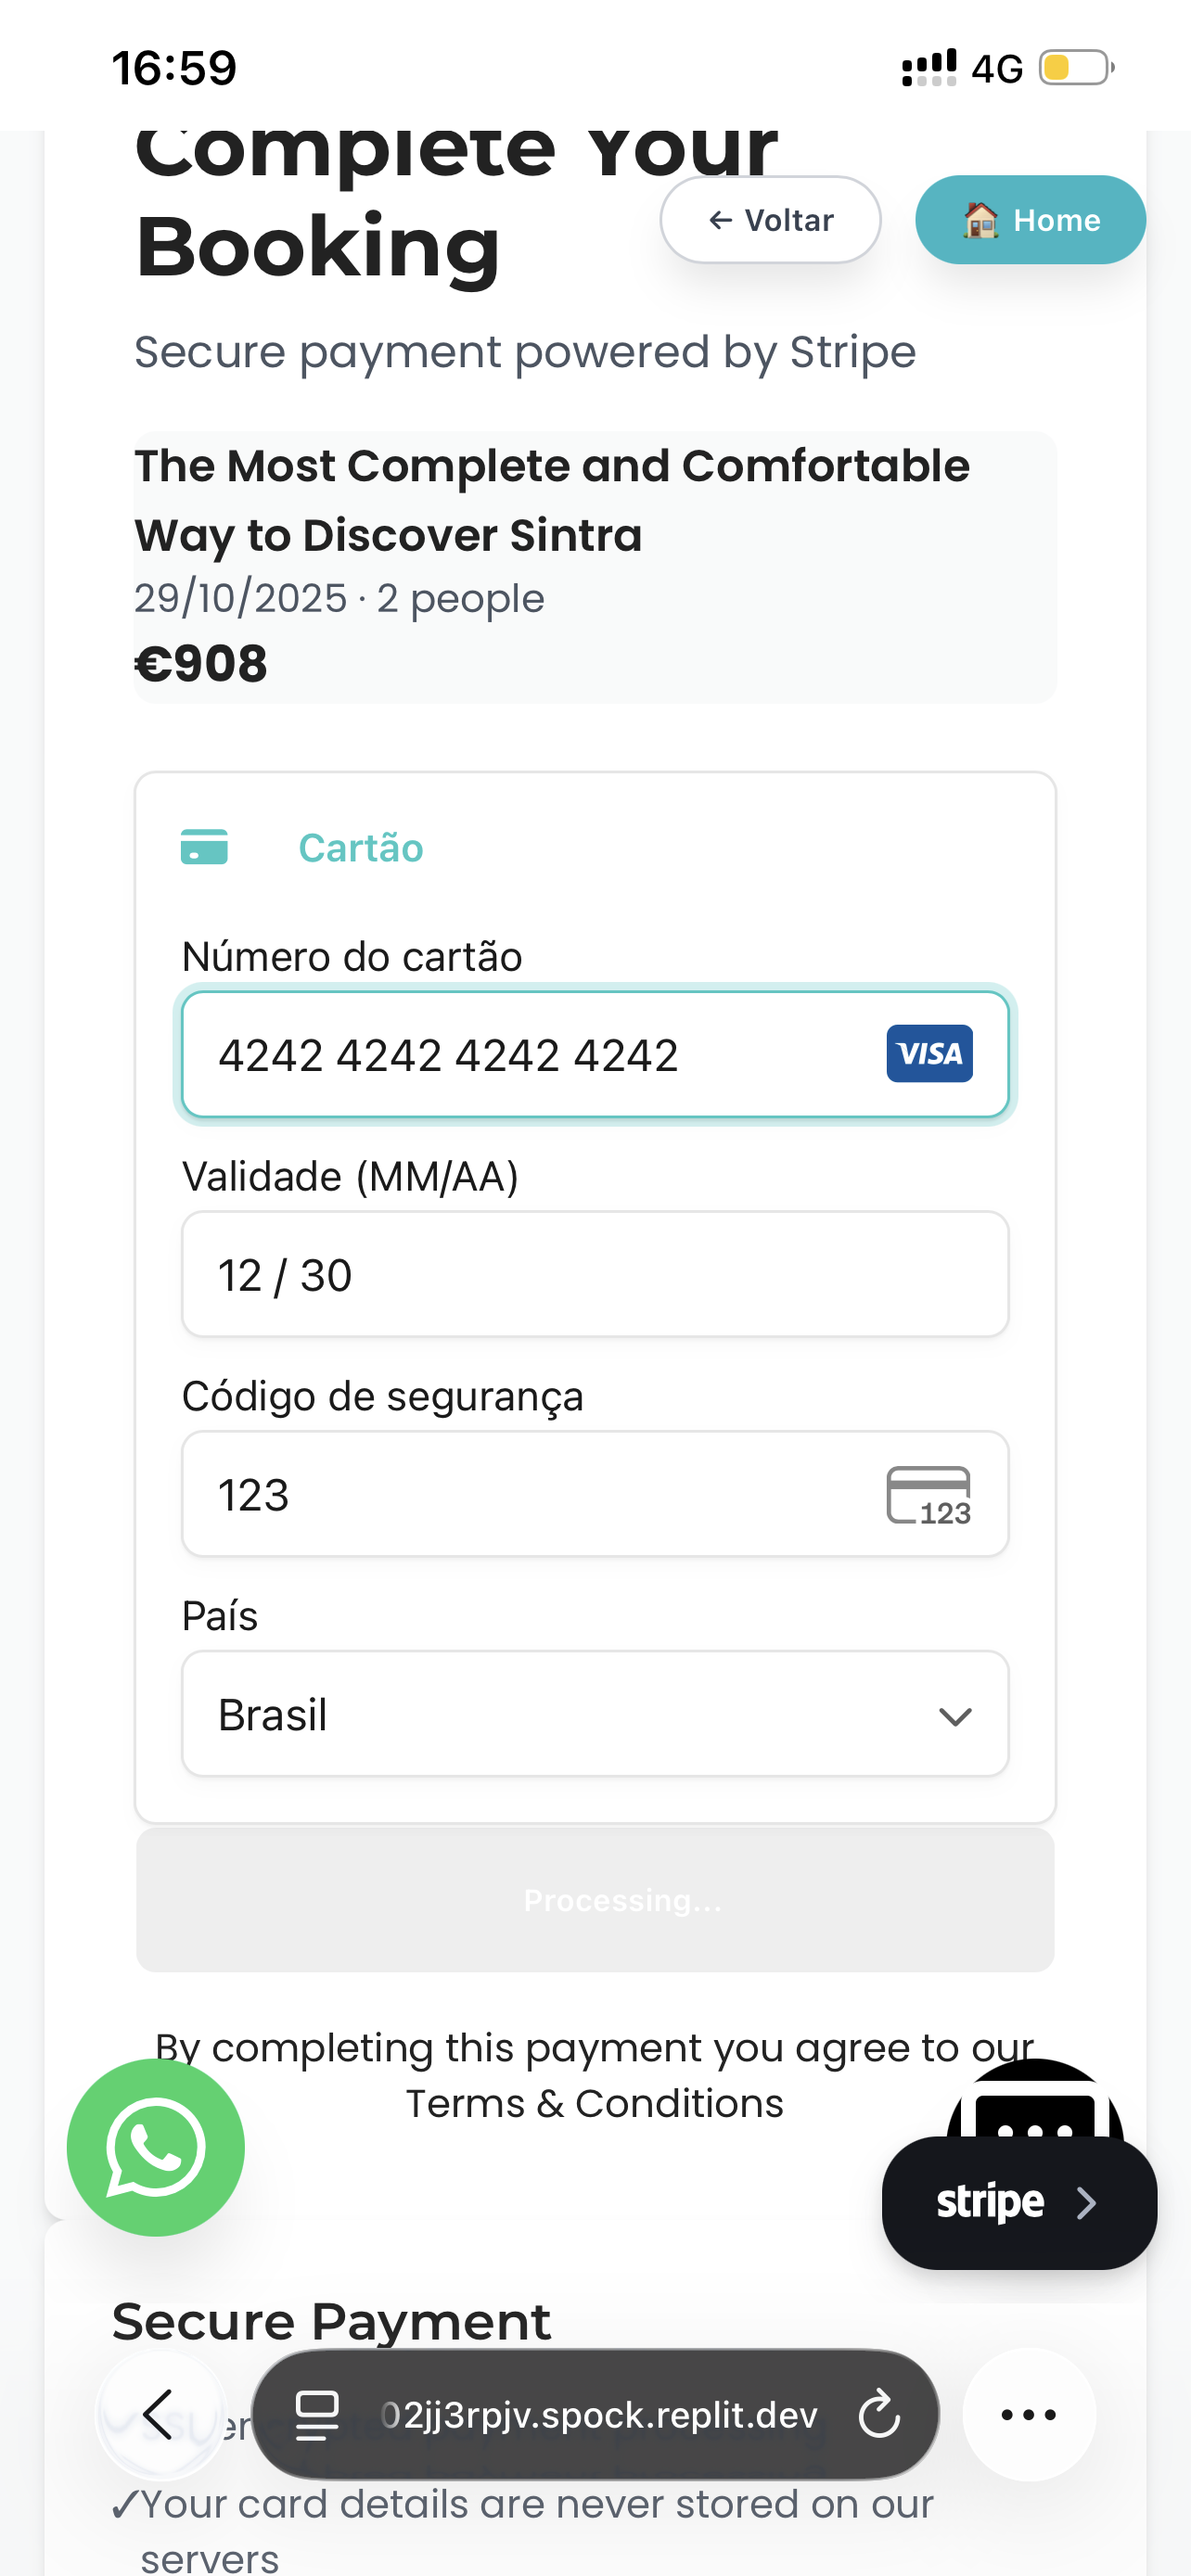 16:59
4G
Complete Your
Booking
← Voltar
🏠 Home
Secure payment powered by Stripe
The Most Complete and Comfortable
Way to Discover Sintra
29/10/2025 · 2 people
€908
Cartão
Número do cartão
4242 4242 4242 4242
VISA
Validade (MM/AA)
12 / 30
Código de segurança
123
123
País
Brasil
Processing...
By completing this payment you agree to our
Terms & Conditions
stripe
Secure Payment
02jj3rpjv.spock.replit.dev
✓Your card details are never stored on our
servers